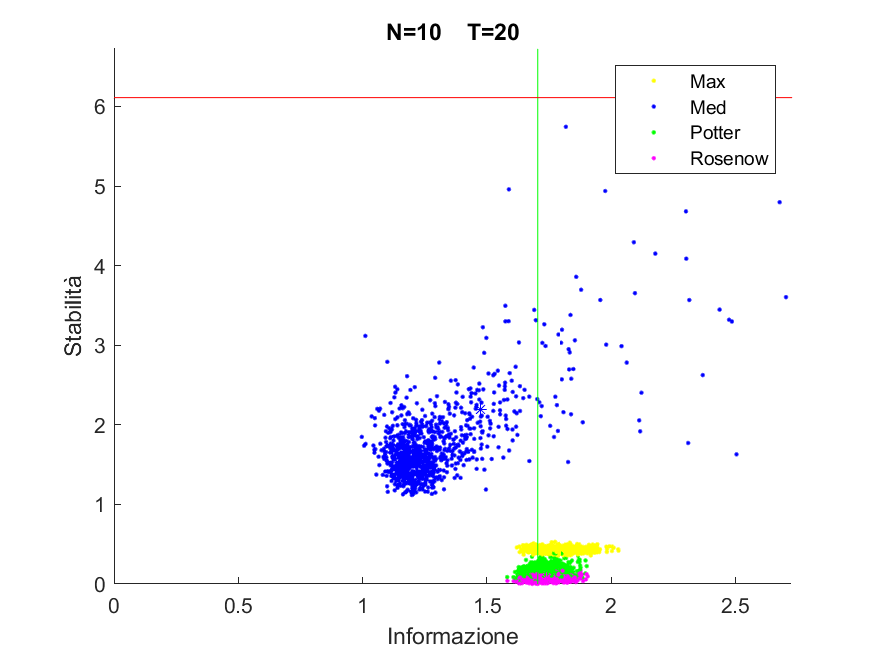 N=10 T=20
Max
Med
Potter
Rosenow
Stabilità
6
5
4
3
2
1
0
0 0.5 1 1.5 2 2.5
Informazione